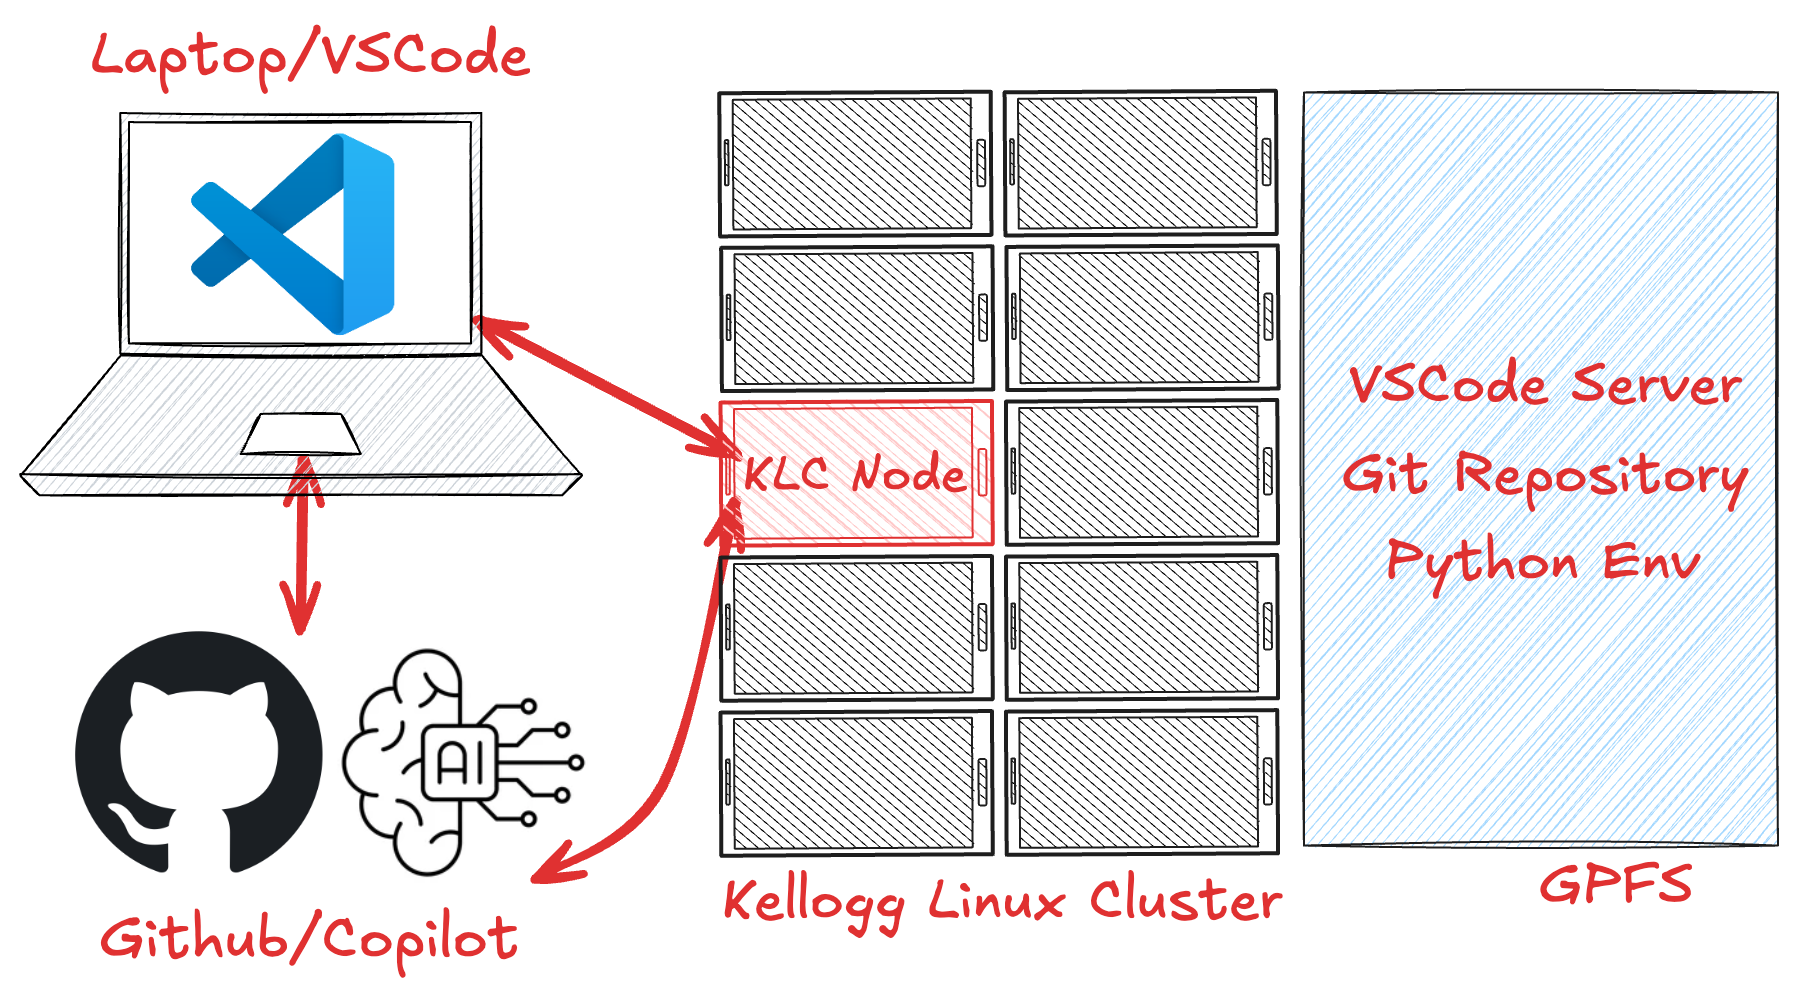 Laptop/VSCode
KLC Node
VSCode Server
Git Repository
Python Env
AI
Github/Copilot
Kellogg Linux Cluster
GPFS